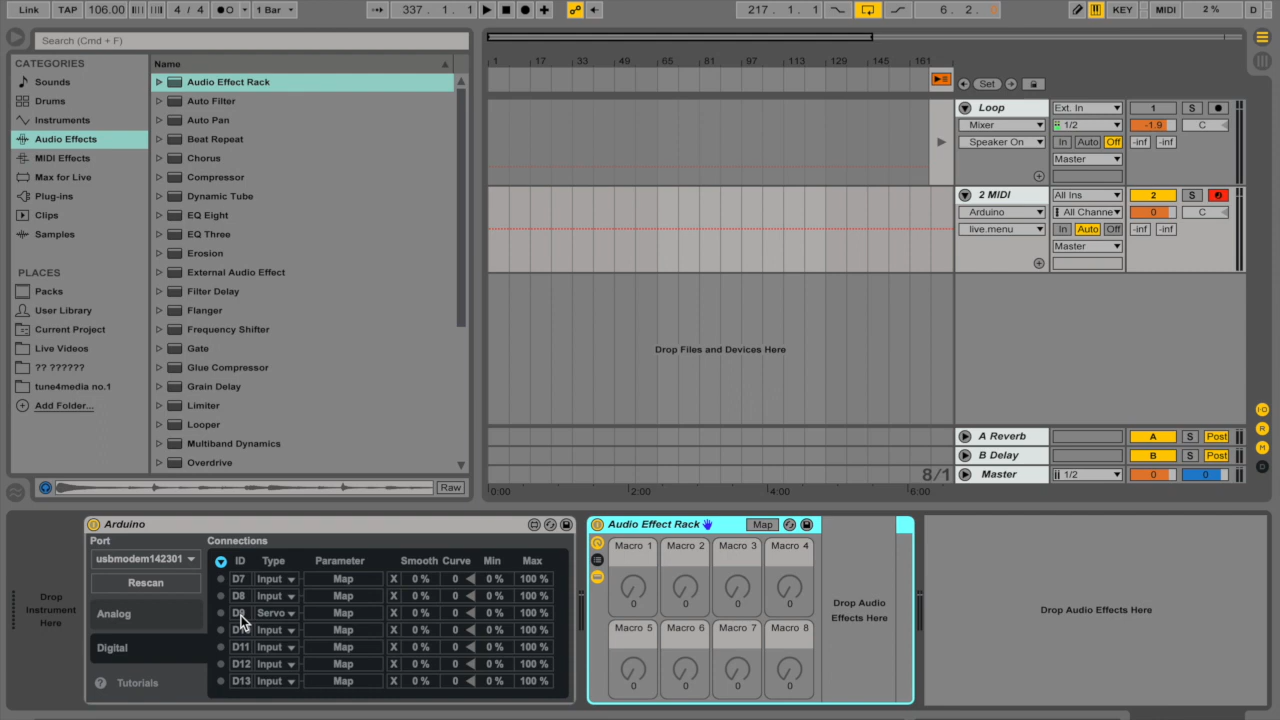 Link TAP 106.00 4 / 4 1 Bar 337. 1. 1 217. 1. 1 6. 2. 0 KEY MIDI 2 % D
Search (Cmd + F)
CATEGORIES
Sounds
Drums
Instruments
Audio Effects
MIDI Effects
Max for Live
Plug-ins
Clips
Samples
PLACES
Packs
User Library
Current Project
Live Videos
?? ??????
tune4media no.1
Add Folder...
Name
Audio Effect Rack
Auto Filter
Auto Pan
Beat Repeat
Chorus
Compressor
Dynamic Tube
EQ Eight
EQ Three
Erosion
External Audio Effect
Filter Delay
Flanger
Frequency Shifter
Gate
Glue Compressor
Grain Delay
Limiter
Looper
Multiband Dynamics
Overdrive
Raw
1 17 33 49 65 81 97 113 129 145 161
Set
Loop Ext. In 1 S
Mixer 1/2 -1.9 C
Speaker On In Auto Off -inf -inf
Master
2 MIDI All Ins 2 S
Arduino All Channe 0 C
live.menu In Auto Off -inf -inf
Master
Drop Files and Devices Here
A Reverb A S Post
B Delay B S Post
8/1 Master 1/2 0 0
0:00 2:00 4:00 6:00
I·O
R
M
D
Drop
Instrument
Here
Arduino
Port
usbmodem142301
Rescan
Analog
Digital
Tutorials
Connections
ID Type Parameter Smooth Curve Min Max
D7 Input Map X 0 % 0 0 % 100 %
D8 Input Map X 0 % 0 0 % 100 %
D9 Servo Map X 0 % 0 0 % 100 %
D10 Input Map X 0 % 0 0 % 100 %
D11 Input Map X 0 % 0 0 % 100 %
D12 Input Map X 0 % 0 0 % 100 %
D13 Input Map X 0 % 0 0 % 100 %
Audio Effect Rack Map
Macro 1 Macro 2 Macro 3 Macro 4
0 0 0 0
Macro 5 Macro 6 Macro 7 Macro 8
0 0 0 0
Drop Audio
Effects Here
Drop Audio Effects Here